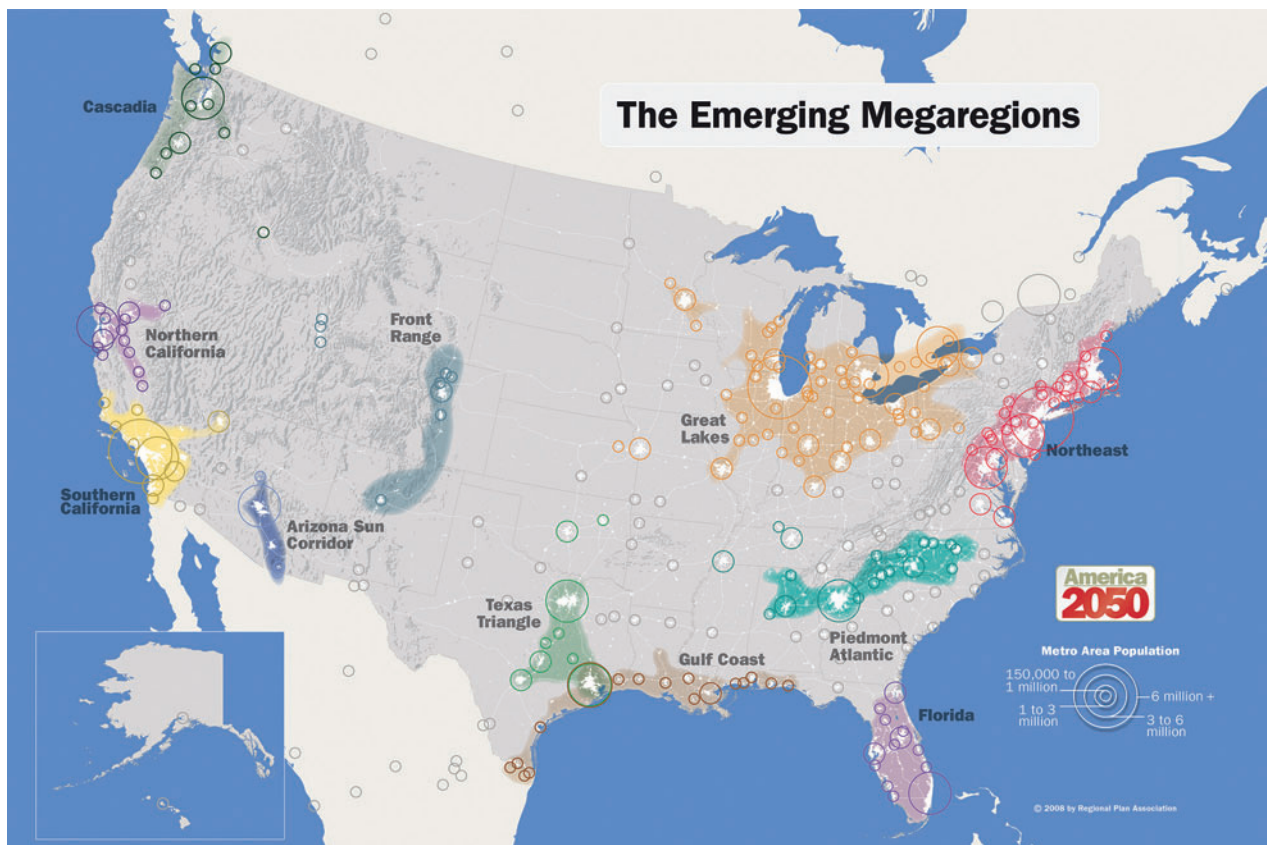 The Emerging Megaregions
Cascadia
Northern
California
Front
Range
Great
Lakes
Northeast
Southern
California
Arizona Sun
Corridor
Texas
Triangle
Gulf Coast
Piedmont
Atlantic
Florida
America
2050
Metro Area Population
150,000 to
1 million
1 to 3
million
6 million +
3 to 6
million
© 2008 by Regional Plan Association